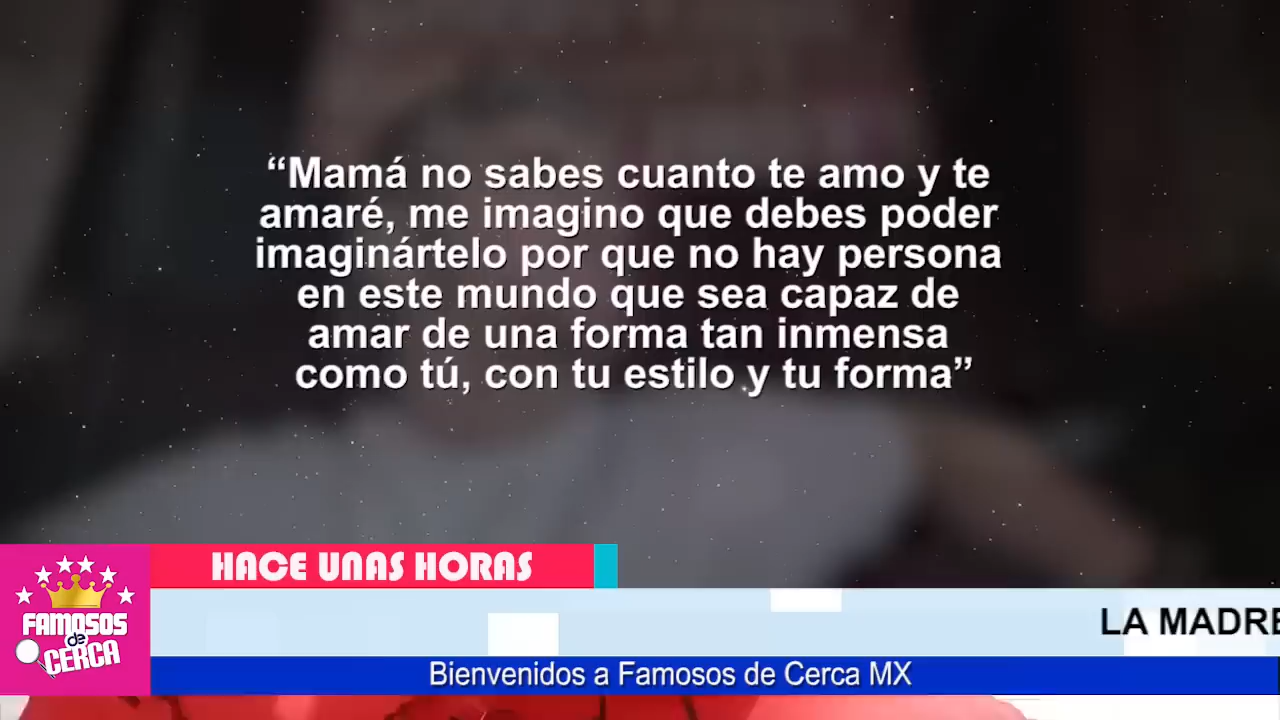 “Mamá no sabes cuanto te amo y te
amaré, me imagino que debes poder
imaginártelo por que no hay persona
en este mundo que sea capaz de
amar de una forma tan inmensa
como tú, con tu estilo y tu forma”
HACE UNAS HORAS
FAMOSOS
de
CERCA
LA MADRE
Bienvenidos a Famosos de Cerca MX